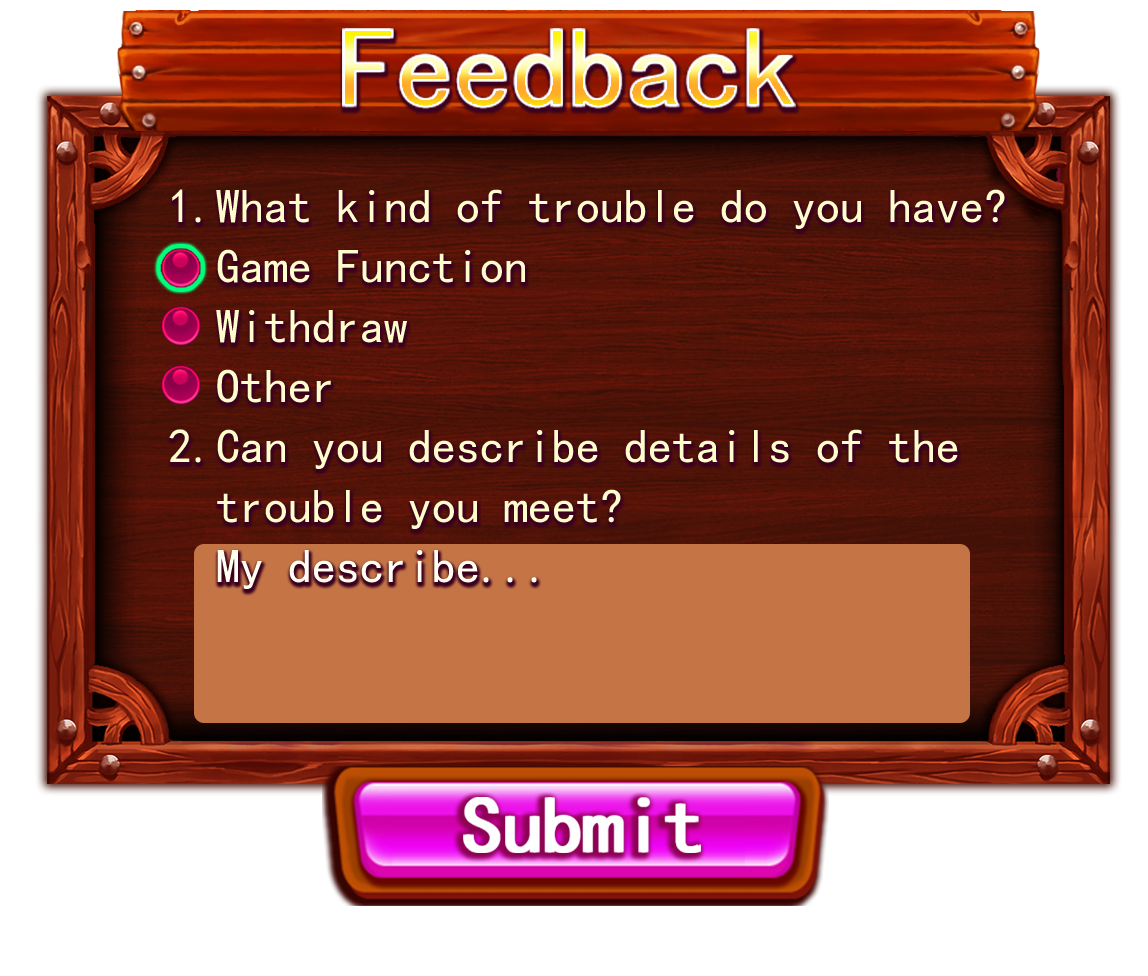 Feedback
1. What kind of trouble do you have?
Game Function
Withdraw
Other
2. Can you describe details of the
trouble you meet?
My describe...
Submit